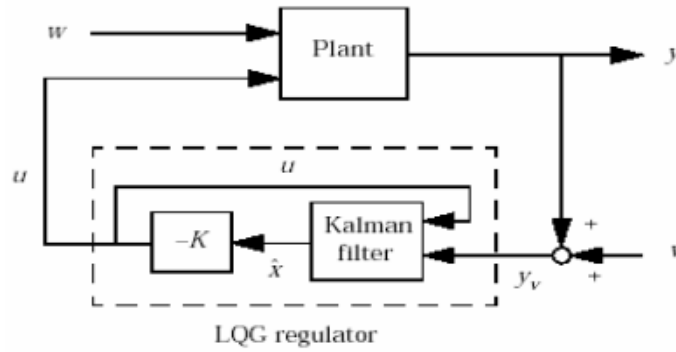 w
Plant
y
u
u
-K
Kalman
filter
x̂
y_v
+
+
LQG regulator